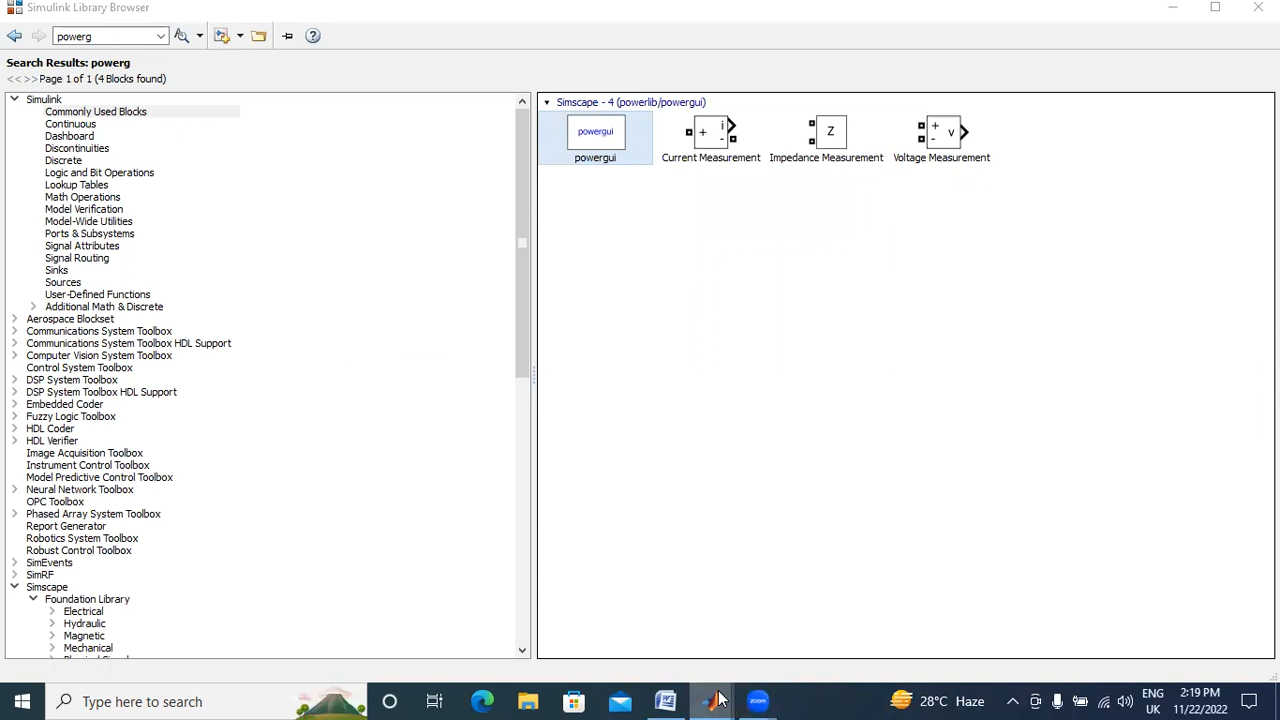 Simulink Library Browser
powerg
Search Results: powerg
<< >> Page 1 of 1 (4 Blocks found)
Simulink
Commonly Used Blocks
Continuous
Dashboard
Discontinuities
Discrete
Logic and Bit Operations
Lookup Tables
Math Operations
Model Verification
Model-Wide Utilities
Ports & Subsystems
Signal Attributes
Signal Routing
Sinks
Sources
User-Defined Functions
Additional Math & Discrete
Aerospace Blockset
Communications System Toolbox
Communications System Toolbox HDL Support
Computer Vision System Toolbox
Control System Toolbox
DSP System Toolbox
DSP System Toolbox HDL Support
Embedded Coder
Fuzzy Logic Toolbox
HDL Coder
HDL Verifier
Image Acquisition Toolbox
Instrument Control Toolbox
Model Predictive Control Toolbox
Neural Network Toolbox
OPC Toolbox
Phased Array System Toolbox
Report Generator
Robotics System Toolbox
Robust Control Toolbox
SimEvents
SimRF
Simscape
Foundation Library
Electrical
Hydraulic
Magnetic
Mechanical
Simscape - 4 (powerlib/powergui)
powergui
+ i -
Z
+ - v
powergui Current Measurement Impedance Measurement Voltage Measurement
Type here to search
zoom
28°C Haze
ENG
UK
2:19 PM
11/22/2022